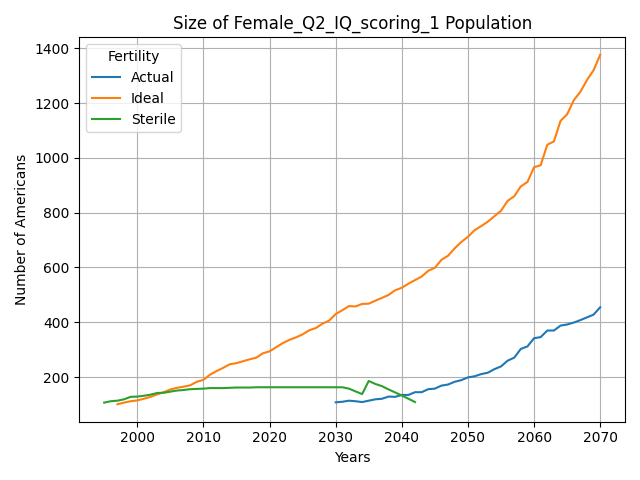 Size of Female_Q2_IQ_scoring_1 Population
Fertility
Actual
Ideal
Sterile
Number of Americans
1400
1200
1000
800
600
400
200
2000 2010 2020 2030 2040 2050 2060 2070
Years